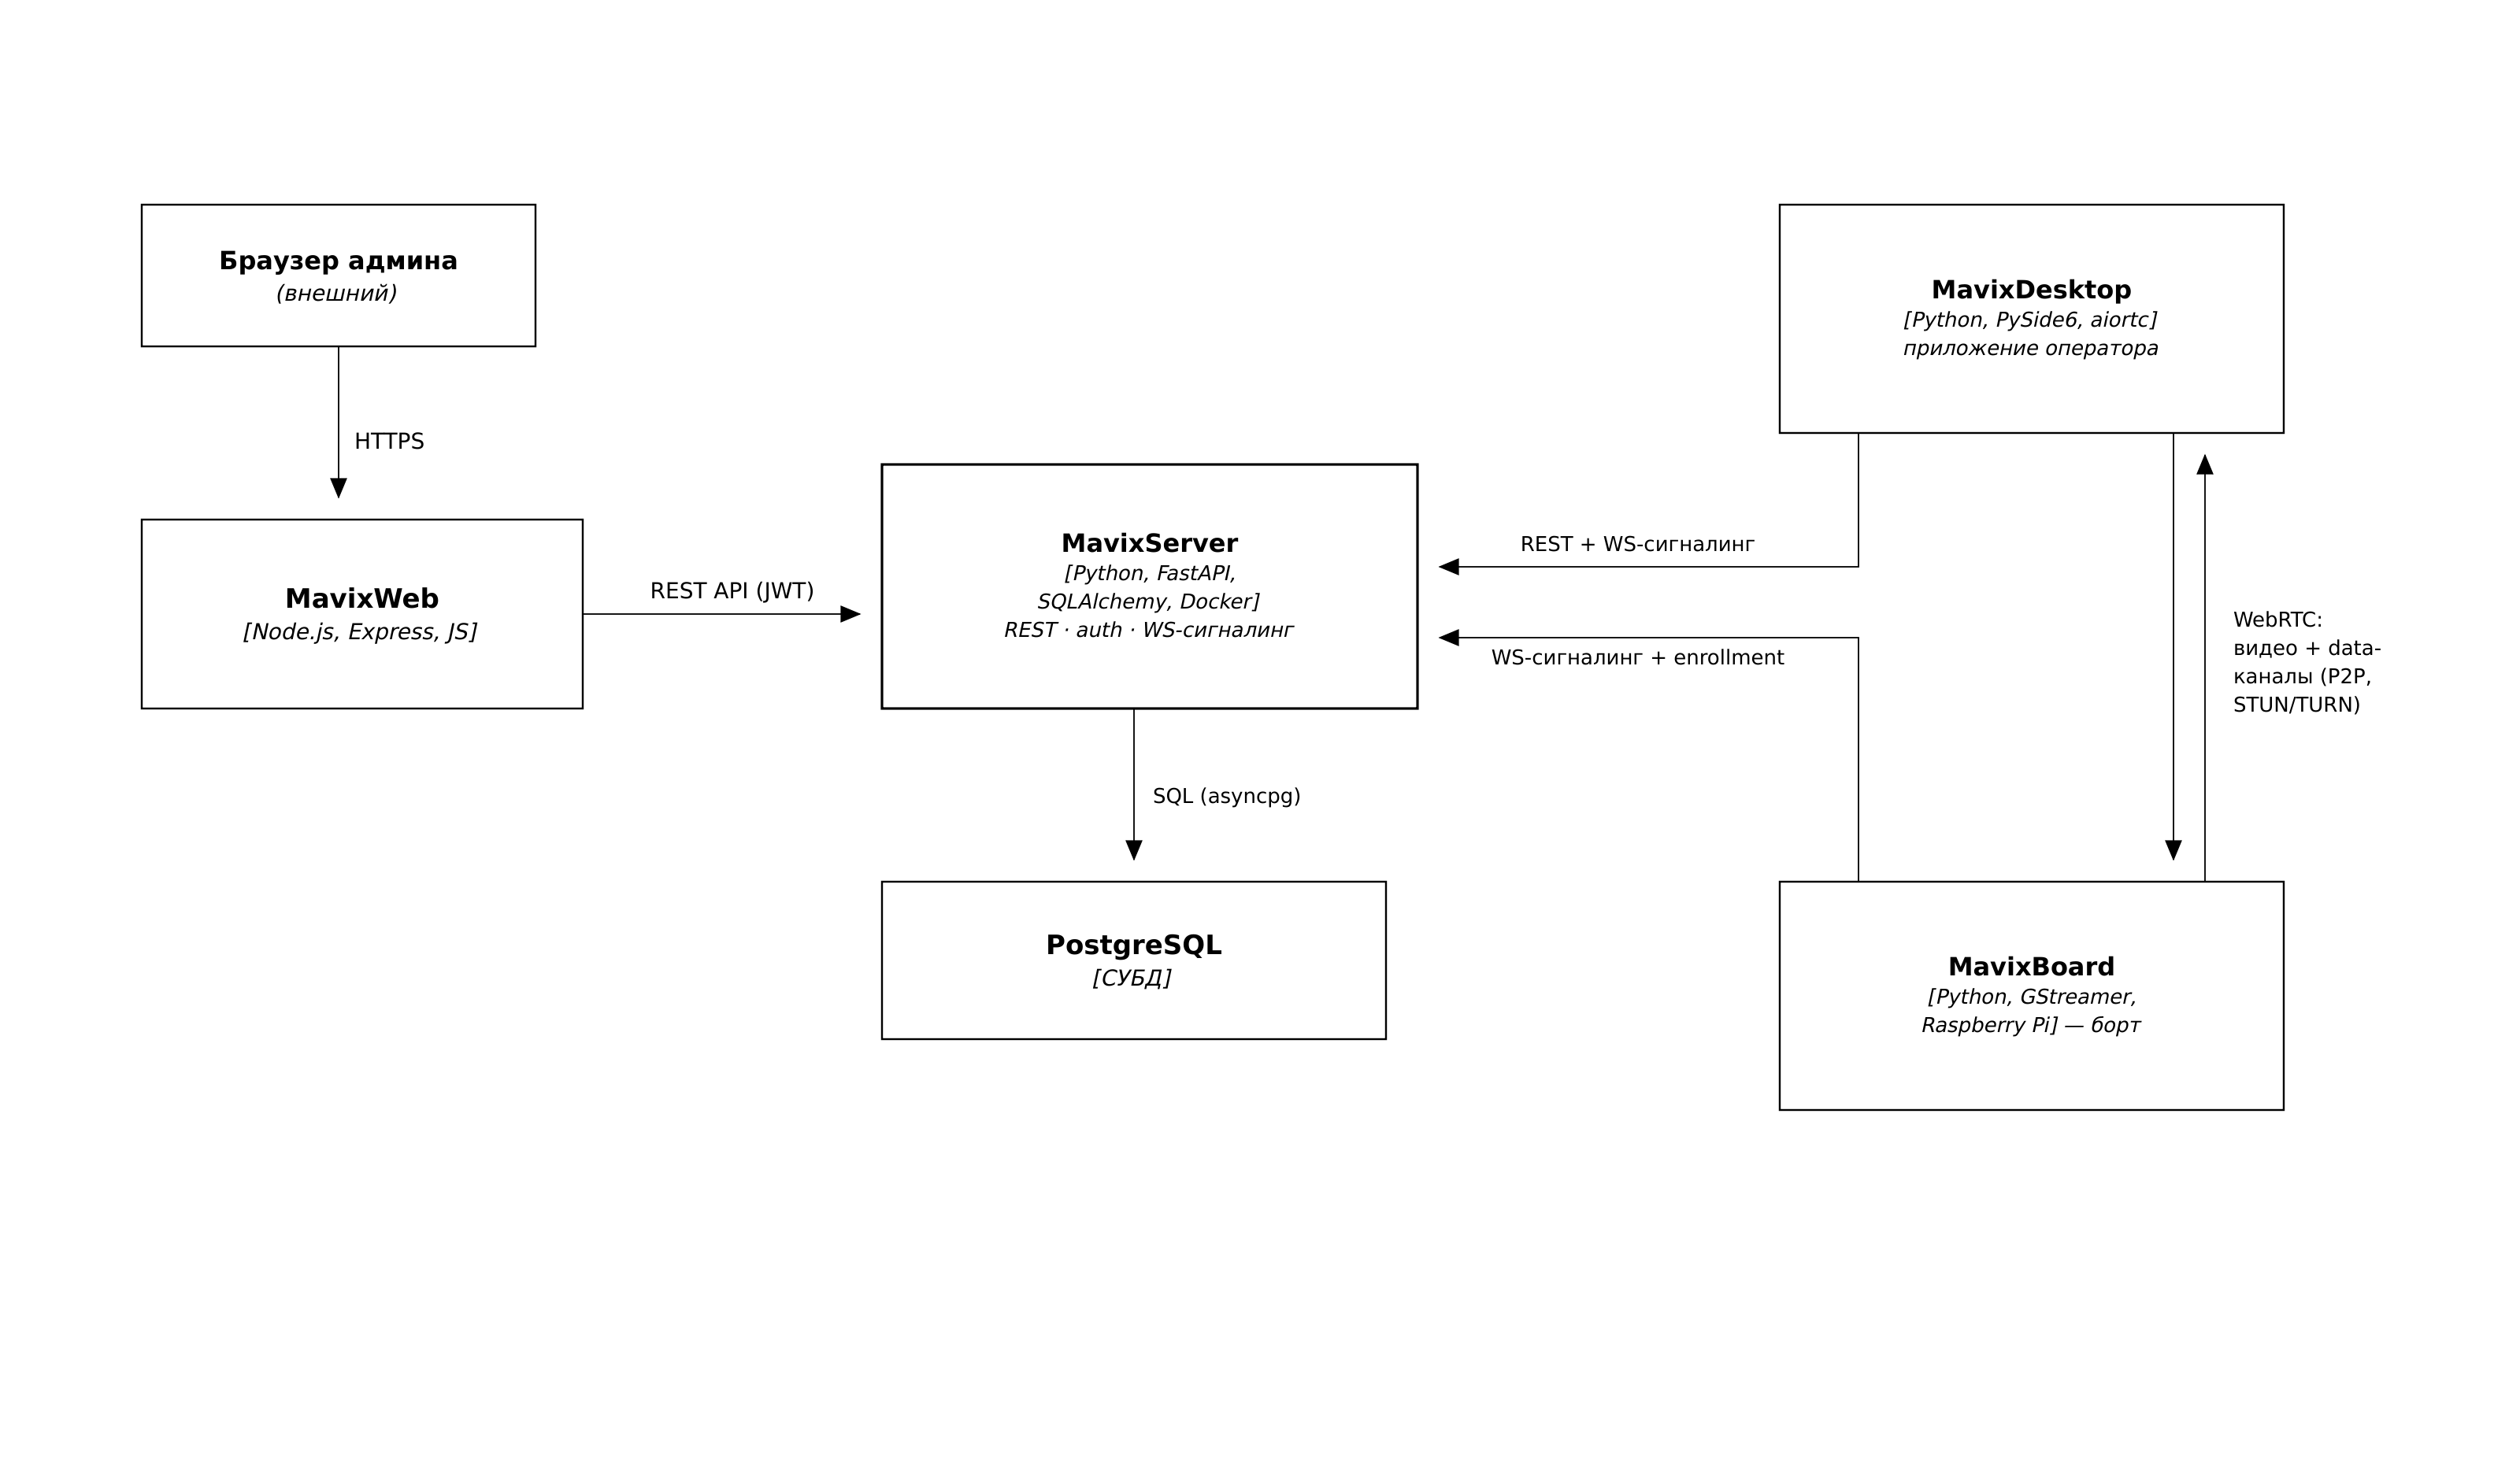 Браузер админа
(внешний)
HTTPS
MavixWeb
[Node.js, Express, JS]
REST API (JWT)
MavixServer
[Python, FastAPI,
SQLAlchemy, Docker]
REST · auth · WS-сигналинг
SQL (asyncpg)
PostgreSQL
[СУБД]
MavixDesktop
[Python, PySide6, aiortc]
приложение оператора
REST + WS-сигналинг
WS-сигналинг + enrollment
WebRTC:
видео + data-
каналы (P2P,
STUN/TURN)
MavixBoard
[Python, GStreamer,
Raspberry Pi] — борт